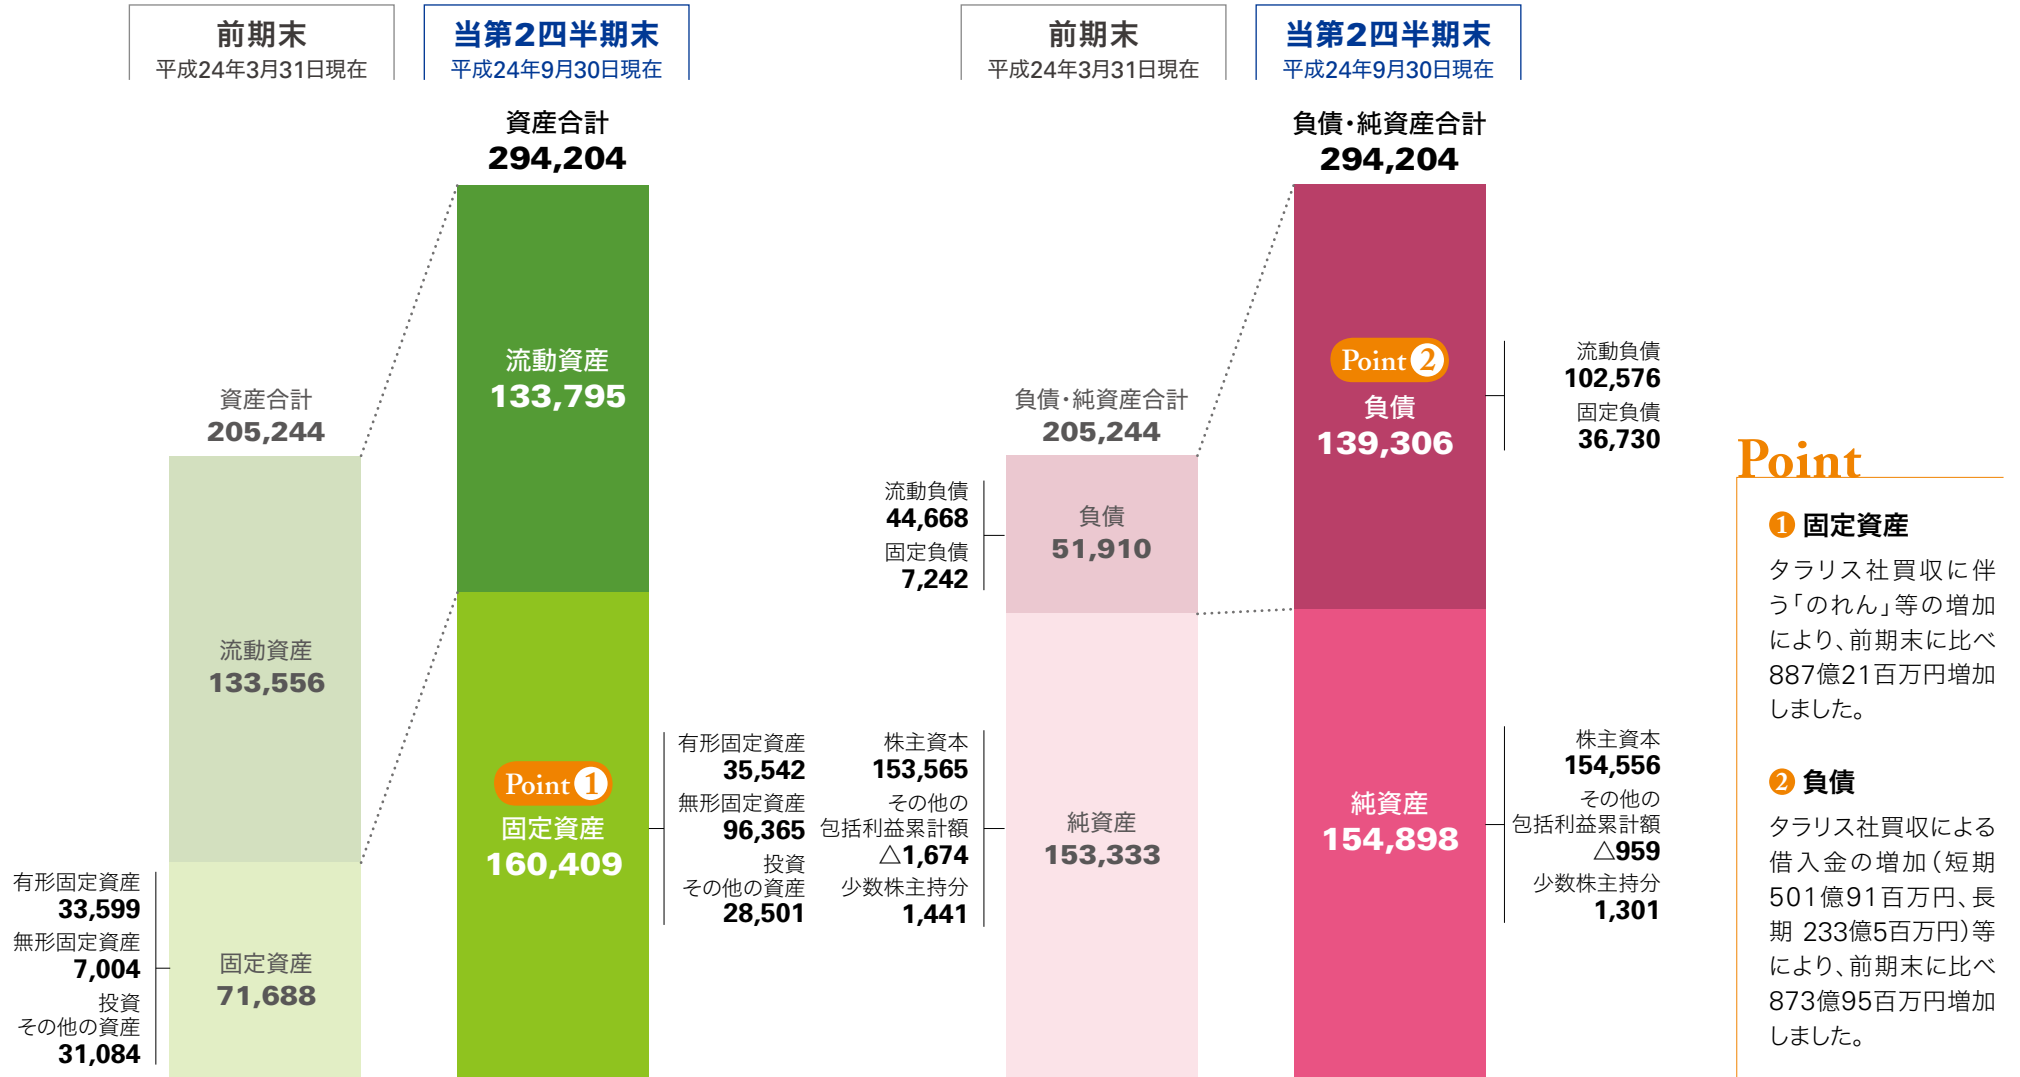 前期末
平成24年3月31日現在
当第2四半期末
平成24年9月30日現在
資産合計
294,204
資産合計
205,244
流動資産
133,556
固定資産
71,688
有形固定資産
33,599
無形固定資産
7,004
投資
その他の資産
31,084
流動資産
133,795
Point 1
固定資産
160,409
有形固定資産
35,542
無形固定資産
96,365
投資
その他の資産
28,501
前期末
平成24年3月31日現在
当第2四半期末
平成24年9月30日現在
負債・純資産合計
294,204
負債・純資産合計
205,244
流動負債
44,668
固定負債
7,242
負債
51,910
株主資本
153,565
その他の
包括利益累計額
△1,674
少数株主持分
1,441
純資産
153,333
Point 2
負債
139,306
流動負債
102,576
固定負債
36,730
純資産
154,898
株主資本
154,556
その他の
包括利益累計額
△959
少数株主持分
1,301
Point
1 固定資産
タラリス社買収に伴
う「のれん」等の増加
により、前期末に比べ
887億21百万円増加
しました。
2 負債
タラリス社買収による
借入金の増加（短期
501億91百万円、長
期 233億5百万円）等
により、前期末に比べ
873億95百万円増加
しました。